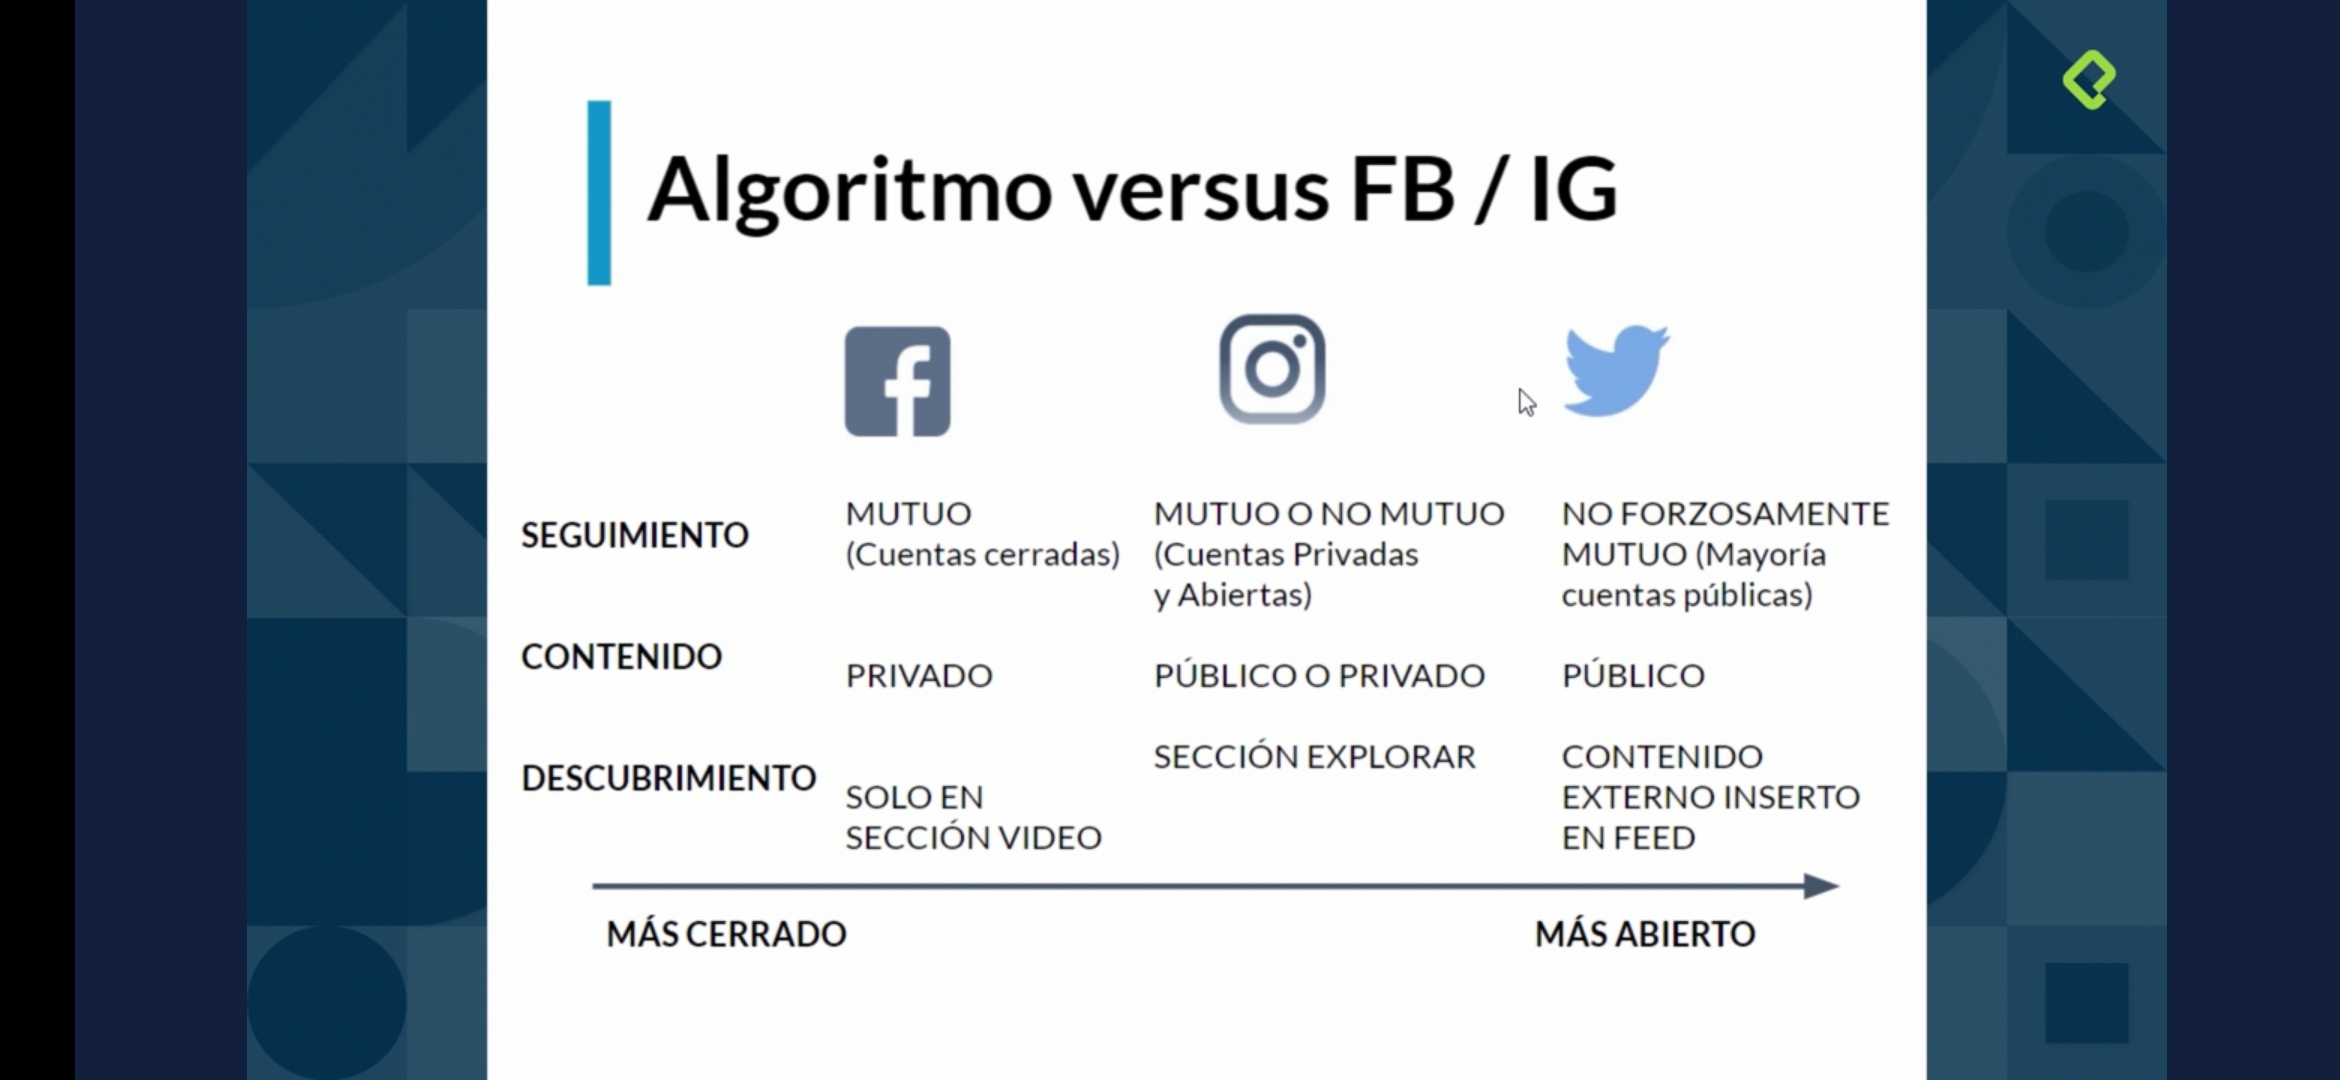 Algoritmo versus FB / IG
SEGUIMIENTO
MUTUO
(Cuentas cerradas)
MUTUO O NO MUTUO
(Cuentas Privadas
y Abiertas)
NO FORZOSAMENTE
MUTUO (Mayoría
cuentas públicas)
CONTENIDO
PRIVADO
PÚBLICO O PRIVADO
PÚBLICO
DESCUBRIMIENTO
SOLO EN
SECCIÓN VIDEO
SECCIÓN EXPLORAR
CONTENIDO
EXTERNO INSERTO
EN FEED
MÁS CERRADO
MÁS ABIERTO